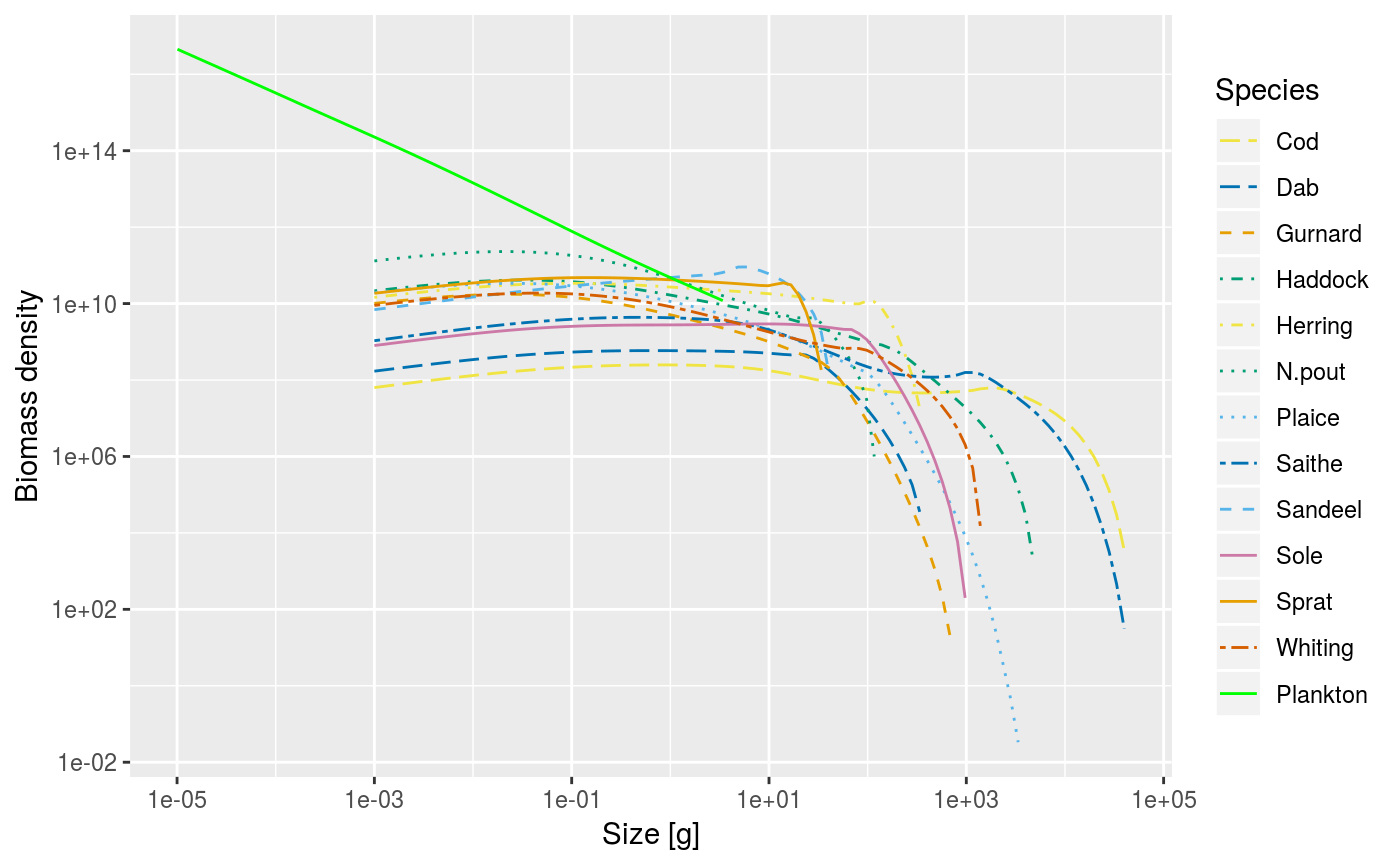 Biomass density
1e+14
1e+10
1e+06
1e+02
1e-02
1e-05
1e-03
1e-01
1e+01
1e+03
1e+05
Size [g]
Species
Cod
Dab
Gurnard
Haddock
Herring
N.pout
Plaice
Saithe
Sandeel
Sole
Sprat
Whiting
Plankton